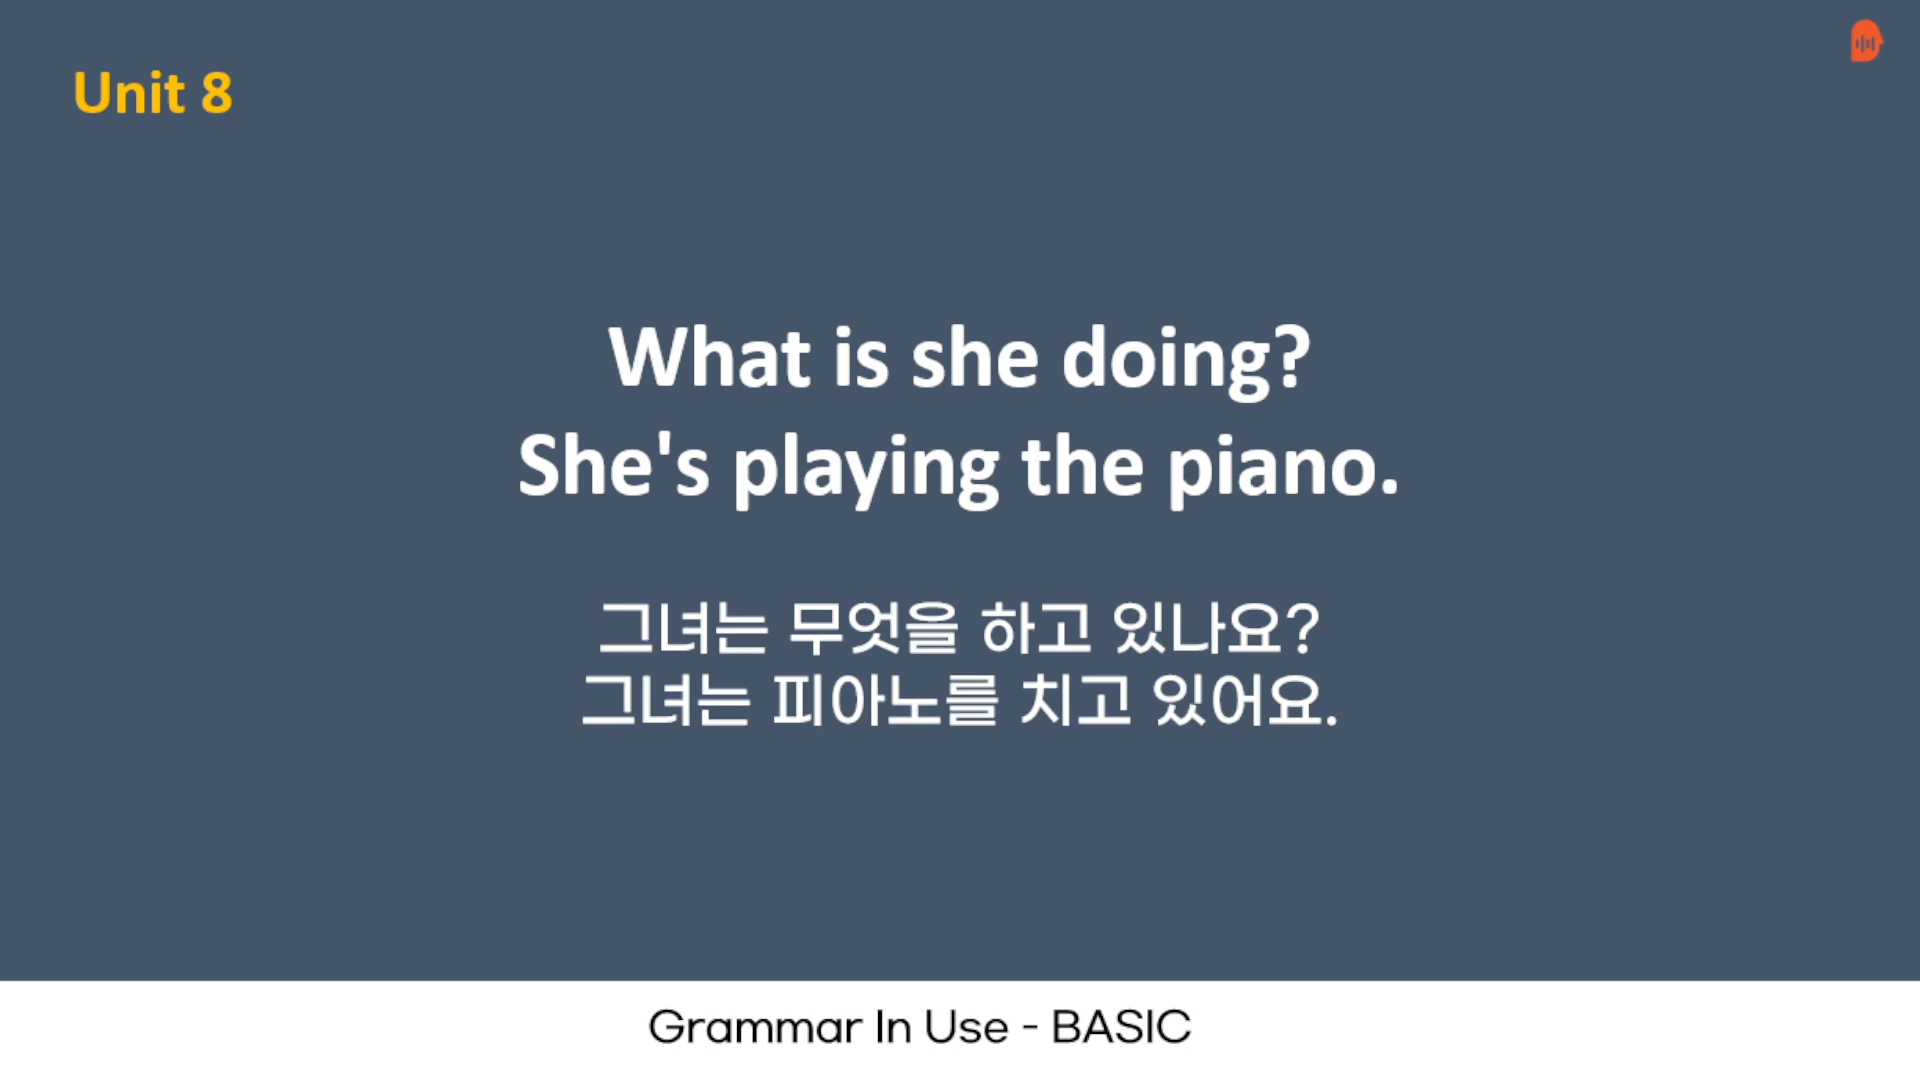 Unit 8
What is she doing?
She's playing the piano.
그녀는 무엇을 하고 있나요?
그녀는 피아노를 치고 있어요.
Grammar In Use - BASIC